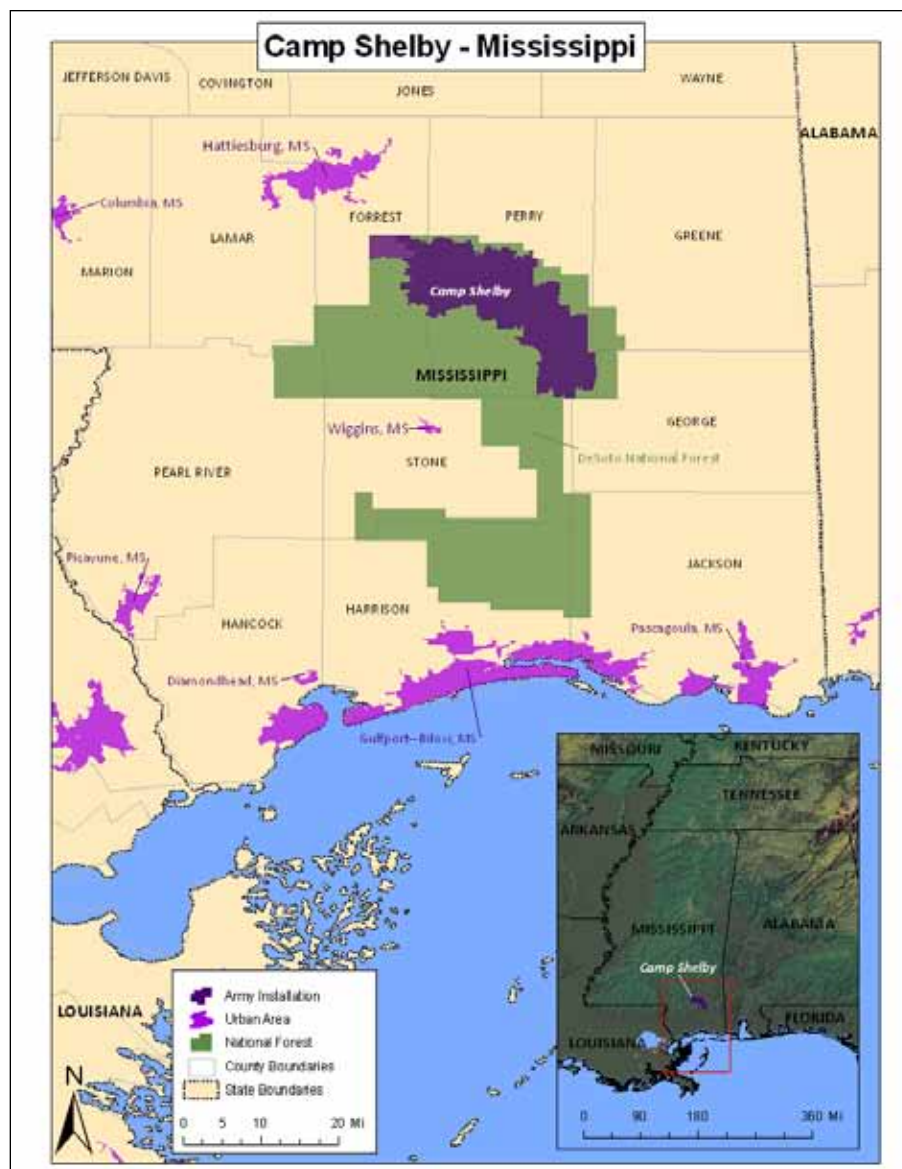 Camp Shelby - Mississippi
JEFFERSON DAVIS
COVINGTON
JONES
WAYNE
ALABAMA
Hattiesburg, MS
Columbia, MS
FORREST
PERRY
LAMAR
GREENE
MARION
Camp Shelby
MISSISSIPPI
Wiggins, MS
GEORGE
DeSoto National Forest
STONE
PEARL RIVER
Picayune, MS
JACKSON
HARRISON
HANCOCK
Pascagoula, MS
Diamondhead, MS
Gulfport-Biloxi, MS
LOUISIANA
N
Army Installation
Urban Area
National Forest
County Boundaries
State Boundaries
0 5 10 20 Mi
MISSOURI
KENTUCKY
TENNESSEE
ARKANSAS
MISSISSIPPI
ALABAMA
Camp Shelby
FLORIDA
LOUISIANA
0 90 180 360 Mi